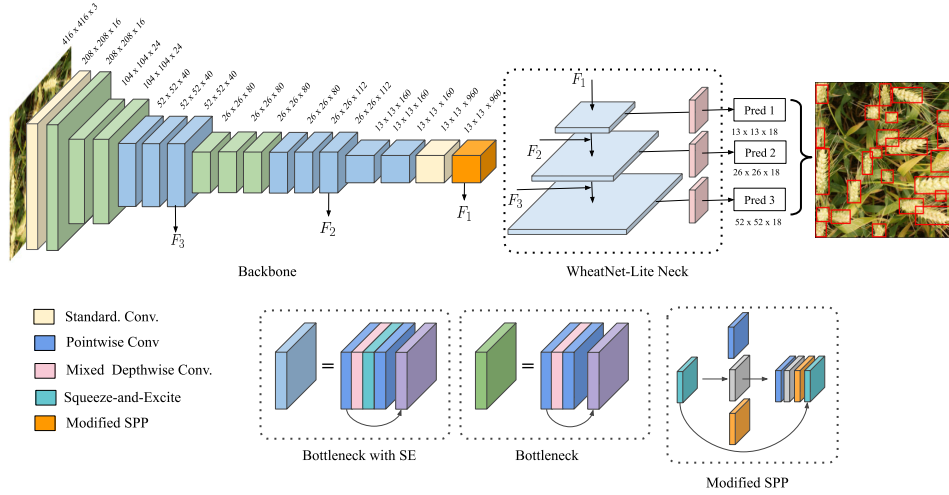 416 x 416 x 3
208 x 208 x 16
208 x 208 x 16
104 x 104 x 24
104 x 104 x 24
52 x 52 x 40
52 x 52 x 40
52 x 52 x 40
26 x 26 x 80
26 x 26 x 80
26 x 26 x 80
26 x 26 x 80
26 x 26 x 112
26 x 26 x 112
13 x 13 x 160
13 x 13 x 160
13 x 13 x 960
13 x 13 x 960
F3
F2
F1
Backbone
F1
F2
F3
WheatNet-Lite Neck
Pred 1
13 x 13 x 18
Pred 2
26 x 26 x 18
Pred 3
52 x 52 x 18
Standard. Conv.
Pointwise Conv
Mixed Depthwise Conv.
Squeeze-and-Excite
Modified SPP
=
Bottleneck with SE
=
Bottleneck
Modified SPP